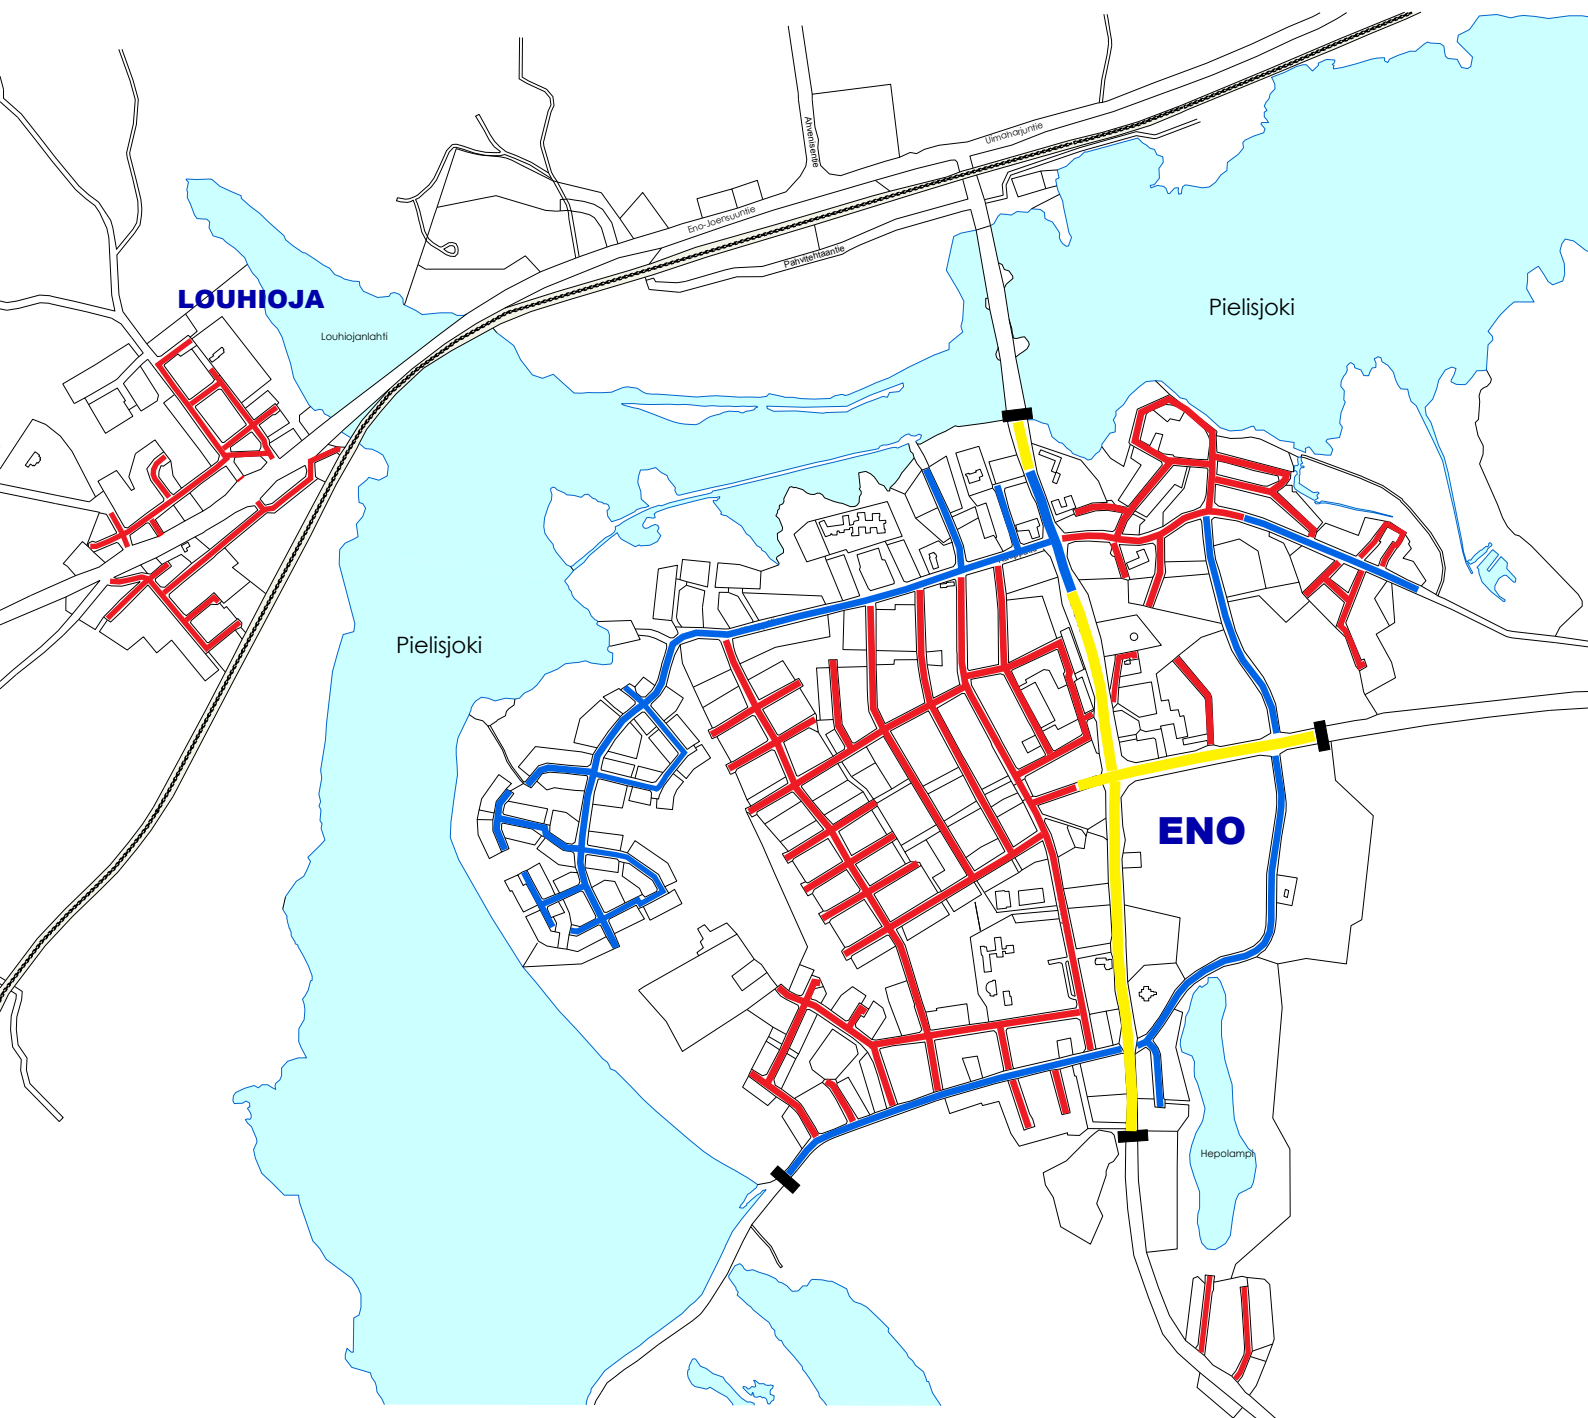 Ahvenisentie
Uimaharjuntie
Eno-Joensuuntie
Pahvitehtaantie
LOUHIOJA
Louhiojanlahti
Pielisjoki
Pielisjoki
ENO
Hepolampi